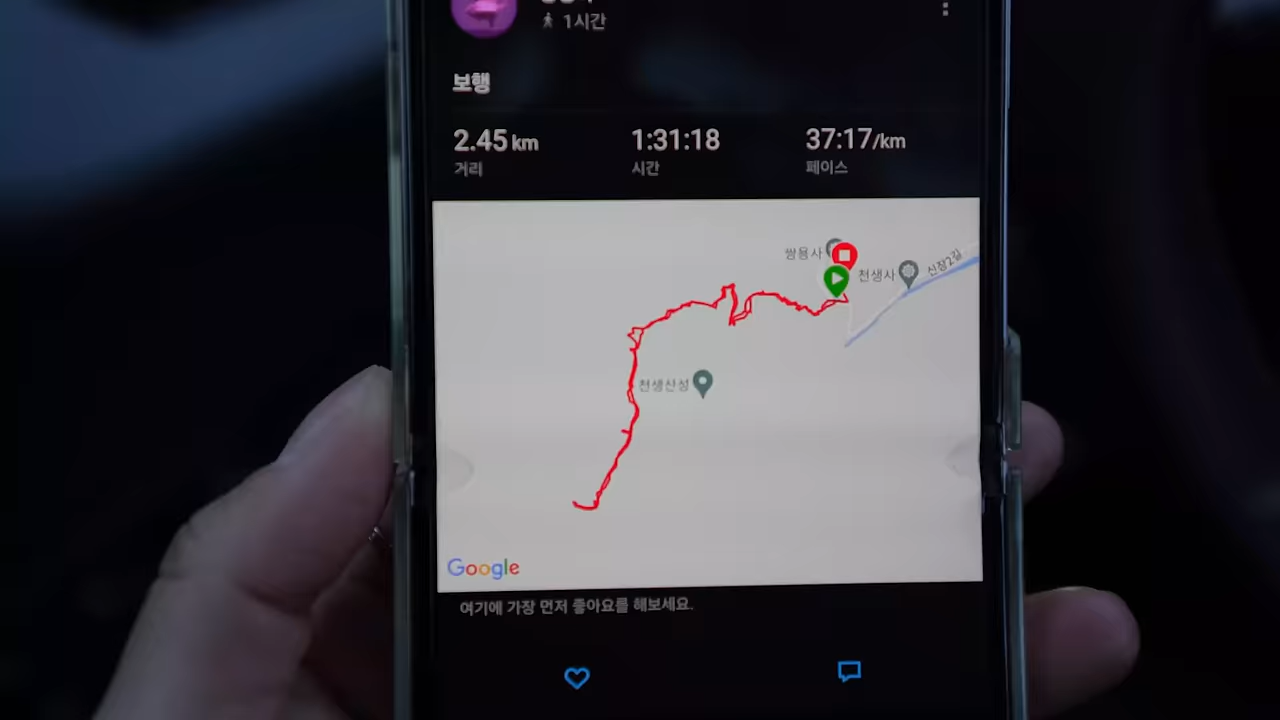 1시간
보행
2.45 km
거리
1:31:18
시간
37:17/km
페이스
쌍용사
천생사
신장2길
천생산성
Google
여기에 가장 먼저 좋아요를 해보세요.